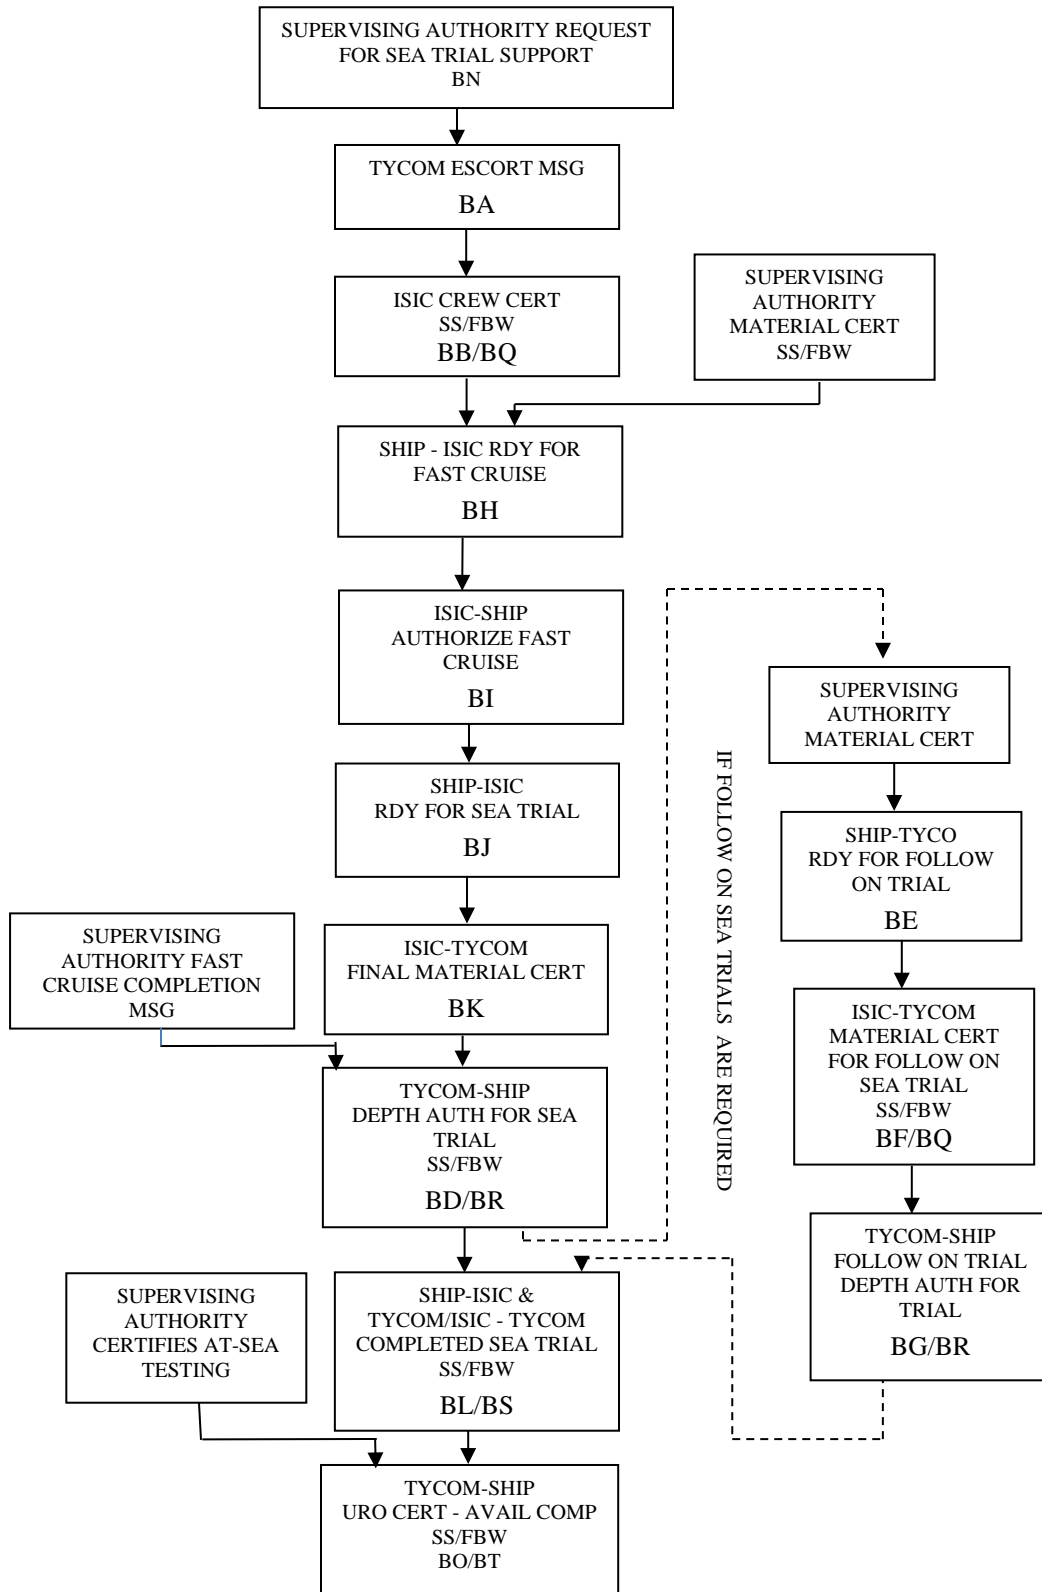 SUPERVISING AUTHORITY REQUEST
FOR SEA TRIAL SUPPORT
BN
TYCOM ESCORT MSG
BA
ISIC CREW CERT
SS/FBW
BB/BQ
SUPERVISING
AUTHORITY
MATERIAL CERT
SS/FBW
SHIP - ISIC RDY FOR
FAST CRUISE
BH
ISIC-SHIP
AUTHORIZE FAST
CRUISE
BI
SHIP-ISIC
RDY FOR SEA TRIAL
BJ
ISIC-TYCOM
FINAL MATERIAL CERT
BK
SUPERVISING
AUTHORITY FAST
CRUISE COMPLETION
MSG
TYCOM-SHIP
DEPTH AUTH FOR SEA
TRIAL
SS/FBW
BD/BR
IF FOLLOW ON SEA TRIALS ARE REQUIRED
SUPERVISING
AUTHORITY
MATERIAL CERT
SHIP-TYCO
RDY FOR FOLLOW
ON TRIAL
BE
ISIC-TYCOM
MATERIAL CERT
FOR FOLLOW ON
SEA TRIAL
SS/FBW
BF/BQ
TYCOM-SHIP
FOLLOW ON TRIAL
DEPTH AUTH FOR
TRIAL
BG/BR
SHIP-ISIC &
TYCOM/ISIC - TYCOM
COMPLETED SEA TRIAL
SS/FBW
BL/BS
SUPERVISING
AUTHORITY
CERTIFIES AT-SEA
TESTING
TYCOM-SHIP
URO CERT - AVAIL COMP
SS/FBW
BO/BT